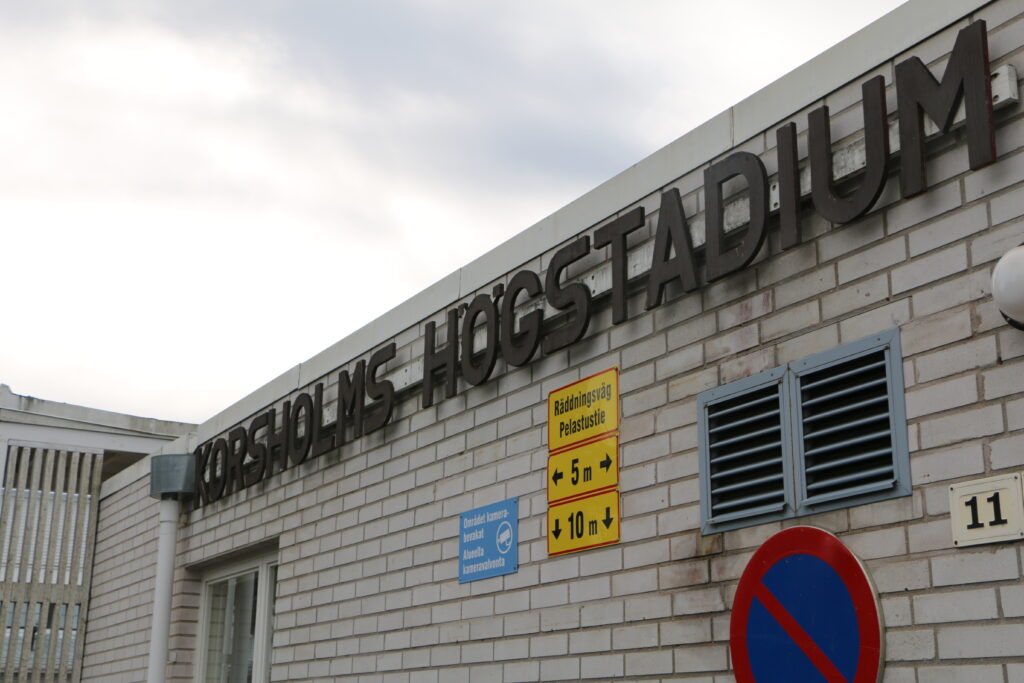 KORSHOLMS HÖGSTADIUM
Räddningsväg
Pelastustie
← 5 m →
↓ 10 m ↓
Området kamera-
bevakat
Alueella
kameravalvonta
11